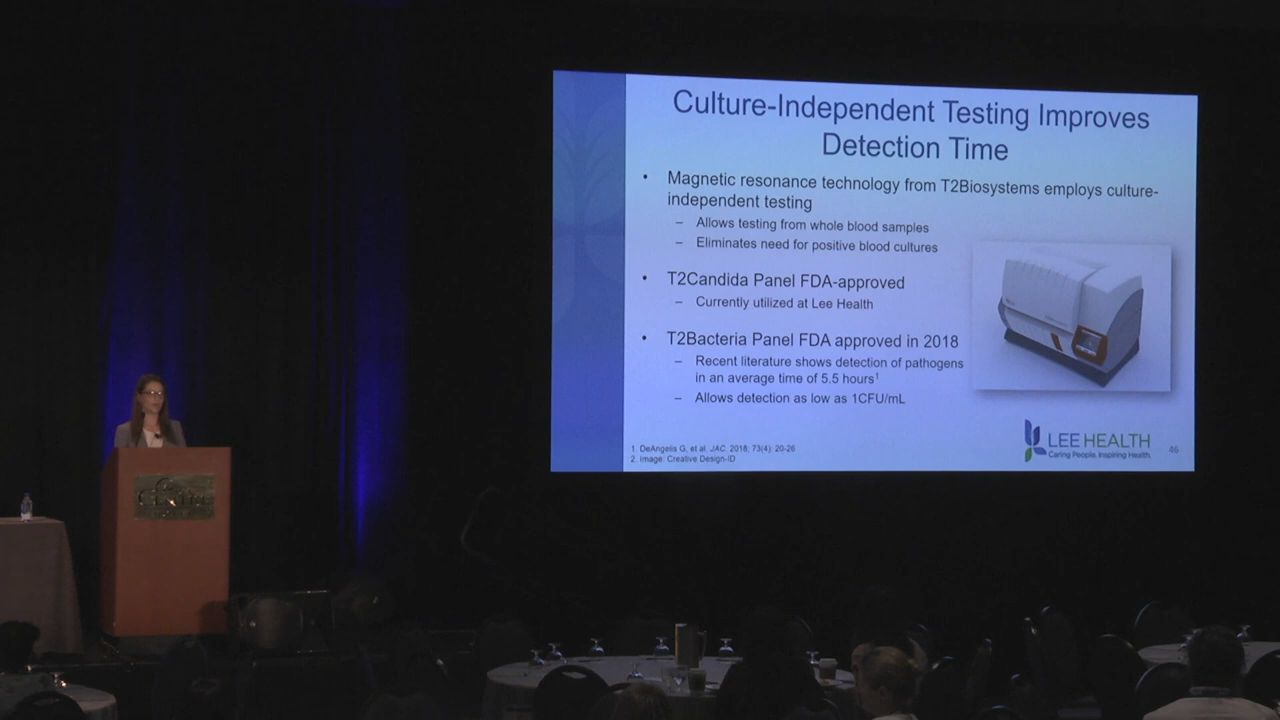 Culture-Independent Testing Improves
Detection Time
• Magnetic resonance technology from T2Biosystems employs culture-
independent testing
– Allows testing from whole blood samples
– Eliminates need for positive blood cultures
• T2Candida Panel FDA-approved
– Currently utilized at Lee Health
• T2Bacteria Panel FDA approved in 2018
– Recent literature shows detection of pathogens
in an average time of 5.5 hours1
– Allows detection as low as 1CFU/mL
1. DeAngelis G, et al. JAC. 2018; 73(4): 20-26
2. Image: Creative Design-ID
LEE HEALTH
Caring People. Inspiring Health.
46